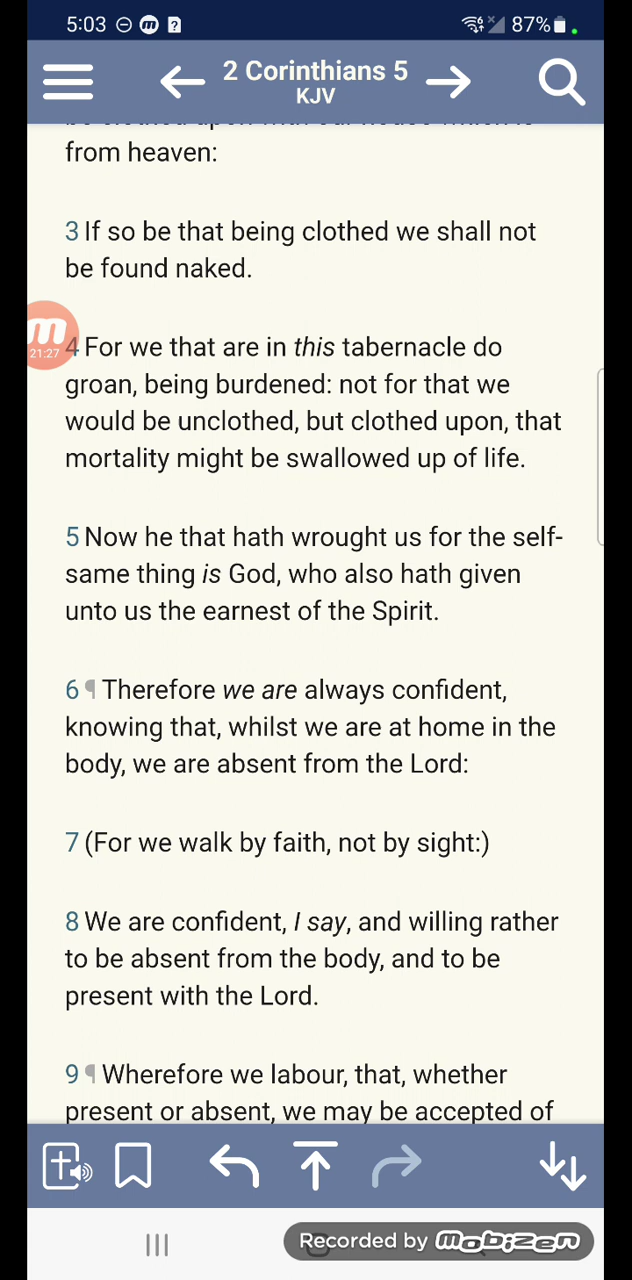 5:03 m ? 6 87%
2 Corinthians 5
KJV
from heaven:
3 If so be that being clothed we shall not
be found naked.
m
21:27
4 For we that are in this tabernacle do
groan, being burdened: not for that we
would be unclothed, but clothed upon, that
mortality might be swallowed up of life.
5 Now he that hath wrought us for the self-
same thing is God, who also hath given
unto us the earnest of the Spirit.
6 ¶ Therefore we are always confident,
knowing that, whilst we are at home in the
body, we are absent from the Lord:
7 (For we walk by faith, not by sight:)
8 We are confident, I say, and willing rather
to be absent from the body, and to be
present with the Lord.
9 ¶ Wherefore we labour, that, whether
present or absent, we may be accepted of
Recorded by mobizen